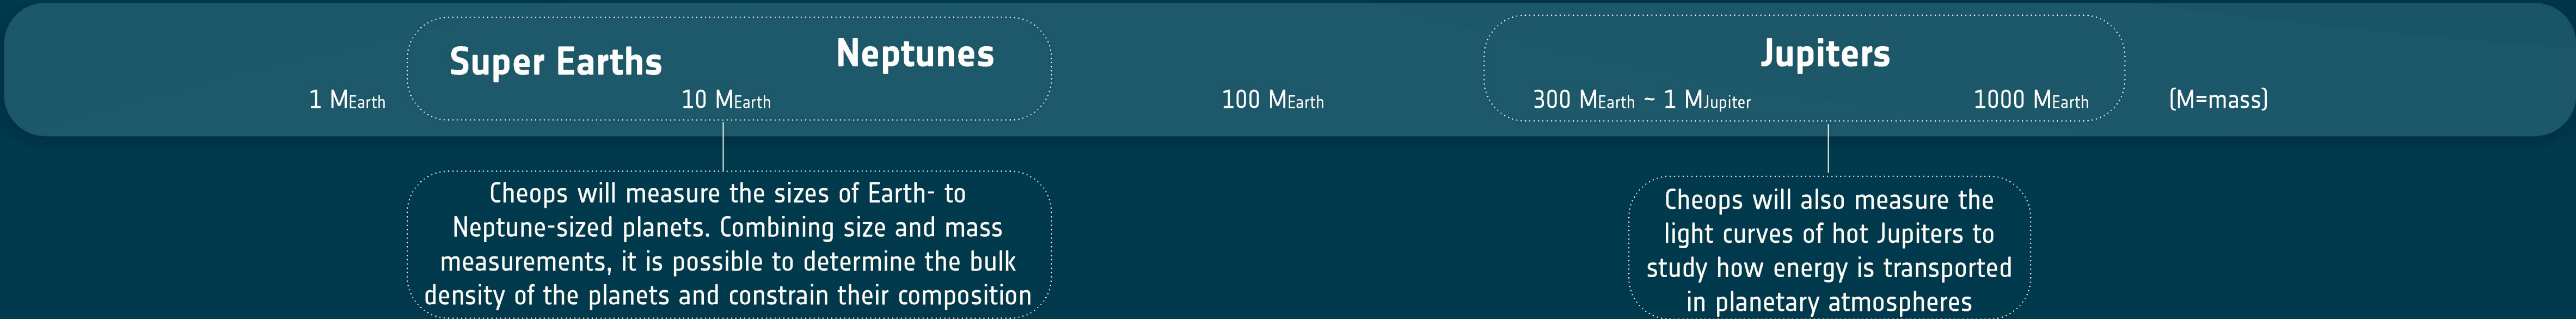 Super Earths
Neptunes
Jupiters
1 MEarth
10 MEarth
100 MEarth
300 MEarth ~ 1 MJupiter
1000 MEarth
(M=mass)
Cheops will measure the sizes of Earth- to
Neptune-sized planets. Combining size and mass
measurements, it is possible to determine the bulk
density of the planets and constrain their composition
Cheops will also measure the
light curves of hot Jupiters to
study how energy is transported
in planetary atmospheres